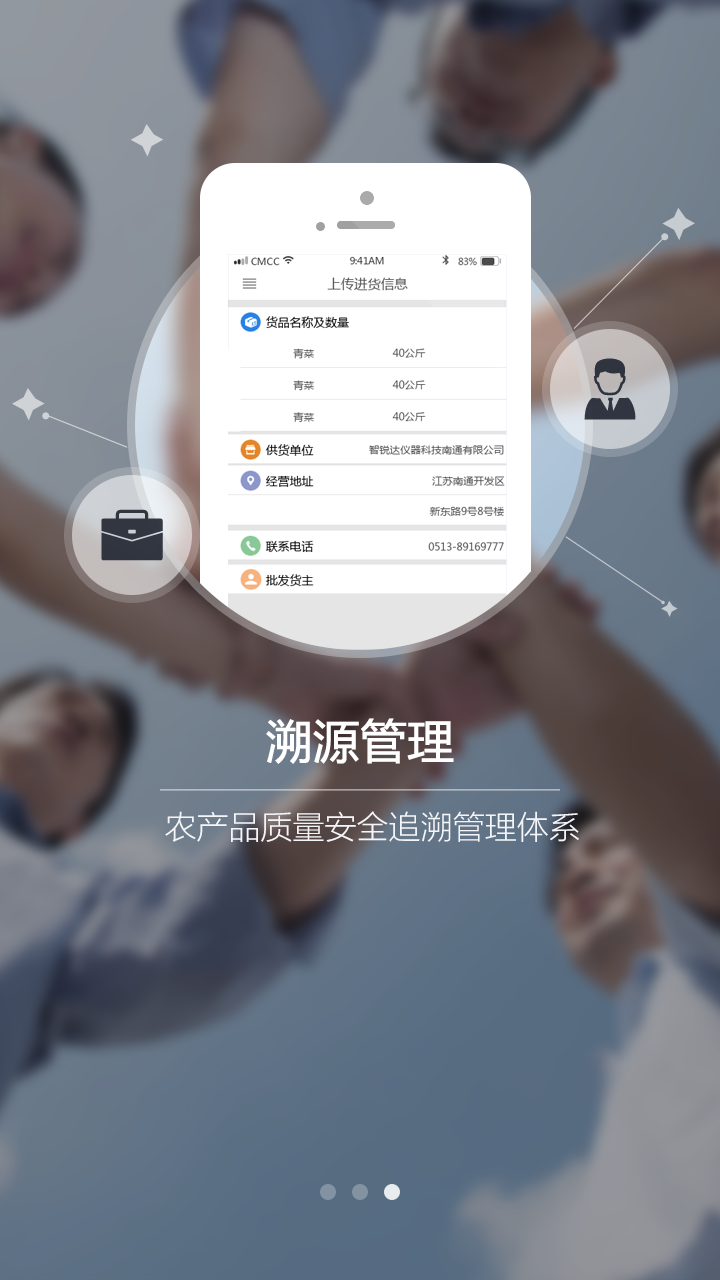 CMCC 9:41AM 83%
上传进货信息
货品名称及数量
青菜 40公斤
青菜 40公斤
青菜 40公斤
供货单位 智锐达仪器科技南通有限公司
经营地址 江苏南通开发区
新东路9号8号楼
联系电话 0513-89169777
批发货主
溯源管理
农产品质量安全追溯管理体系